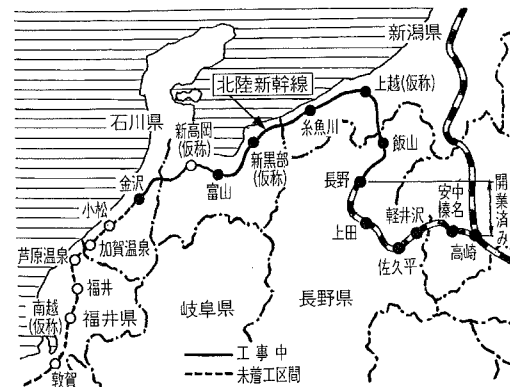 新潟県
北陸新幹線
上越(仮称)
石川県
新高岡
(仮称)
糸魚川
飯山
新黒部
(仮称)
富山
金沢
長野
開業済み
安中
榛名
軽井沢
小松
上田
高崎
加賀温泉
芦原温泉
佐久平
福井
岐阜県
長野県
南越
(仮称)
福井県
敦賀
工事中
未着工区間